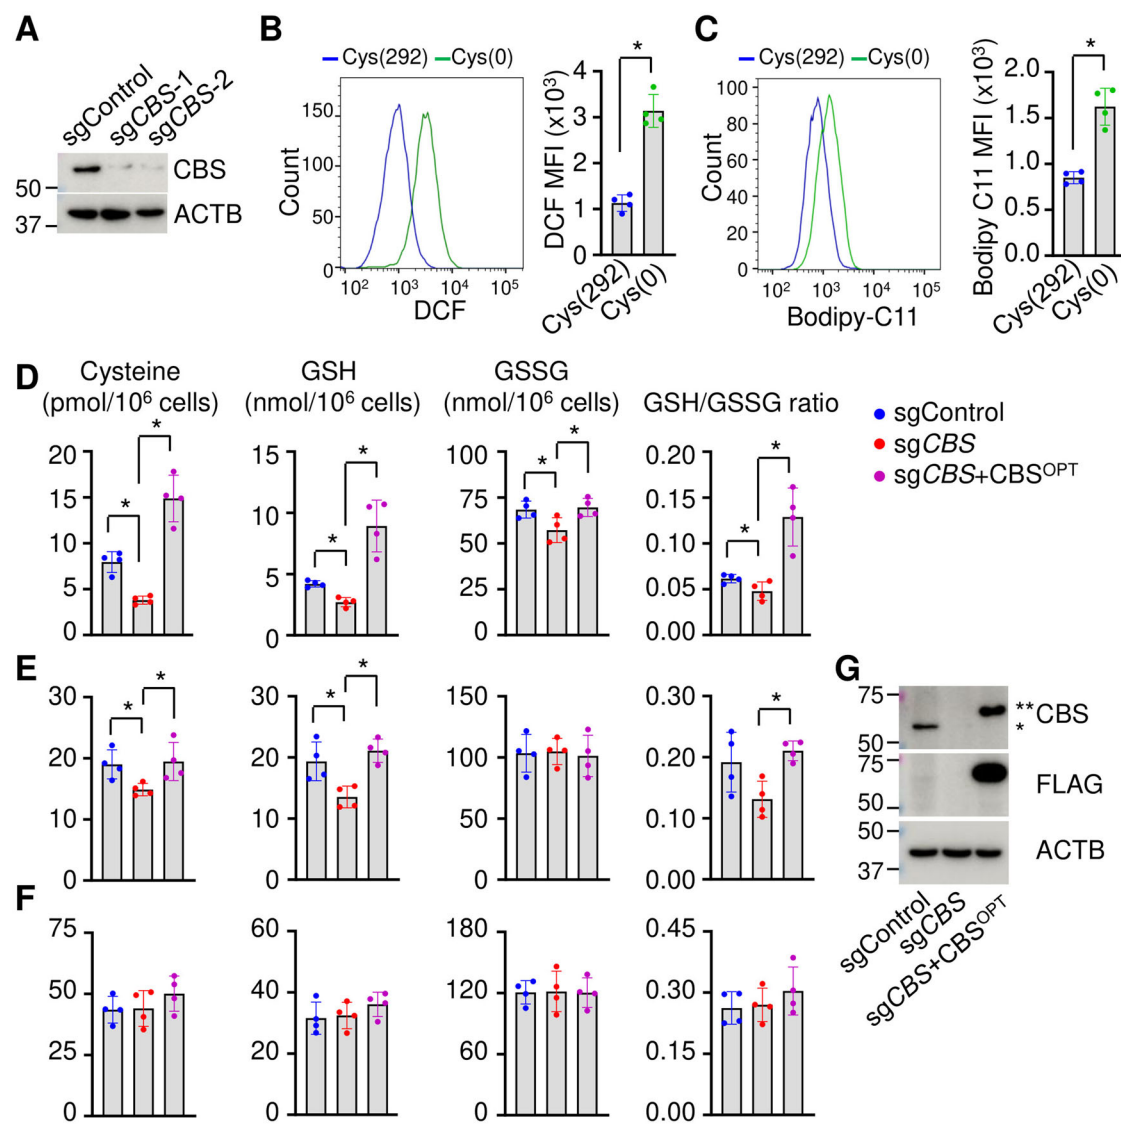 A
sgControl
sgCBS-1
sgCBS-2
CBS
50
ACTB
37
B
Cys(292) Cys(0)
150
100
50
0
Count
10² 10³ 10⁴ 10⁵
DCF
DCF MFI (x10³)
4
3
2
1
0
*
Cys(292)
Cys(0)
C
Cys(292) Cys(0)
100
80
60
40
20
0
Count
10² 10³ 10⁴ 10⁵
Bodipy-C11
Bodipy C11 MFI (x10³)
2.0
1.5
1.0
0.5
0.0
*
Cys(292)
Cys(0)
D
Cysteine
(pmol/10⁶ cells)
20
15
10
5
0
*
*
GSH
(nmol/10⁶ cells)
15
10
5
0
*
*
GSSG
(nmol/10⁶ cells)
100
75
50
25
0
*
*
GSH/GSSG ratio
0.20
0.15
0.10
0.05
0.00
*
*
sgControl
sgCBS
sgCBS+CBSᴼᴾᵀ
E
30
20
10
0
*
*
30
20
10
0
*
*
150
100
50
0
0.30
0.20
0.10
0.00
*
F
75
50
25
0
60
40
20
0
180
120
60
0
0.45
0.30
0.15
0.00
G
75
50
**CBS
*
75
50
FLAG
50
37
ACTB
sgControl
sgCBS
sgCBS+CBSᴼᴾᵀ